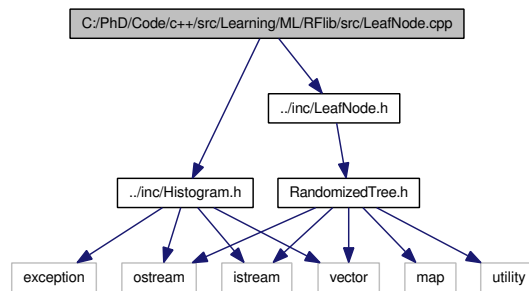 C:/PhD/Code/c++/src/Learning/ML/RFlib/src/LeafNode.cpp
../inc/LeafNode.h
../inc/Histogram.h
RandomizedTree.h
exception
ostream
istream
vector
map
utility